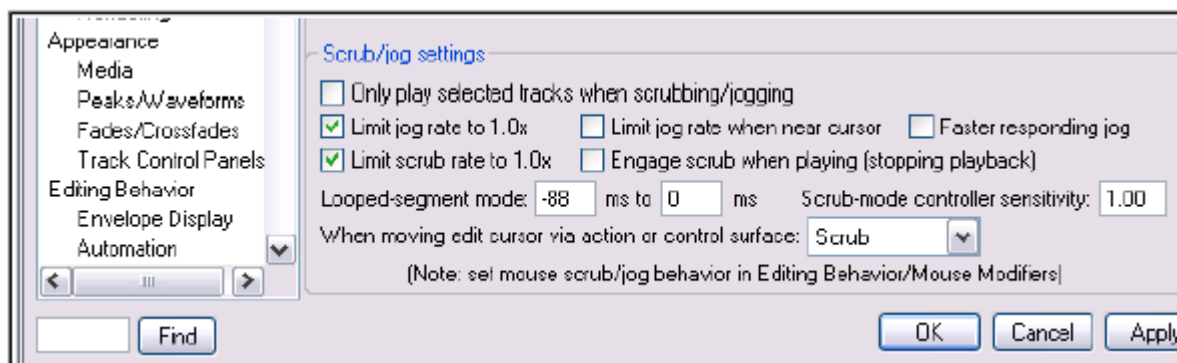 Appearance
Media
Peaks/Waveforms
Fades/Crossfades
Track Control Panels
Editing Behavior
Envelope Display
Automation
Find
Scrub/jog settings
Only play selected tracks when scrubbing/jogging
Limit jog rate to 1.0x Limit jog rate when near cursor Faster responding jog
Limit scrub rate to 1.0x Engage scrub when playing (stopping playback)
Looped-segment mode: -88 ms to 0 ms Scrub-mode controller sensitivity: 1.00
When moving edit cursor via action or control surface: Scrub
(Note: set mouse scrub/jog behavior in Editing Behavior/Mouse Modifiers)
OK Cancel Apply